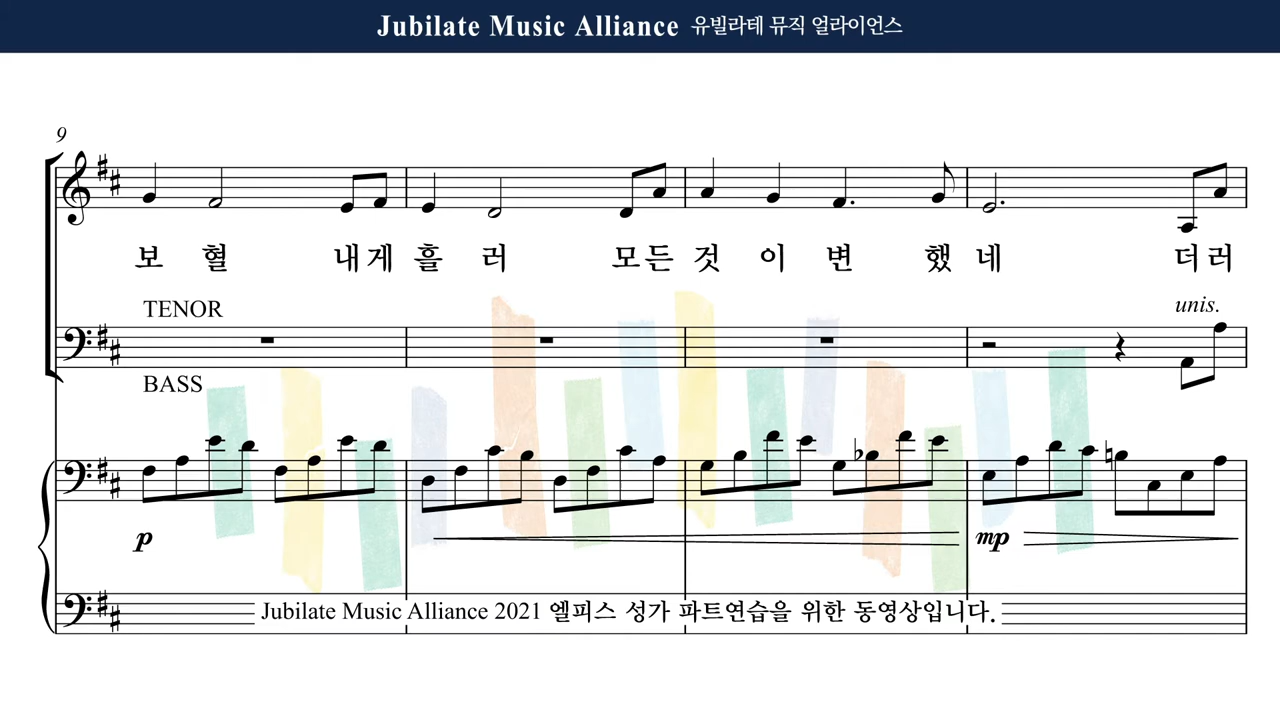 Jubilate Music Alliance 유빌라테 뮤직 얼라이언스
9
보 혈 내 게 흘 러 모 든 것 이 변 했 네 더 러
TENOR
unis.
BASS
p
mp
Jubilate Music Alliance 2021 엘피스 성가 파트연습을 위한 동영상입니다.